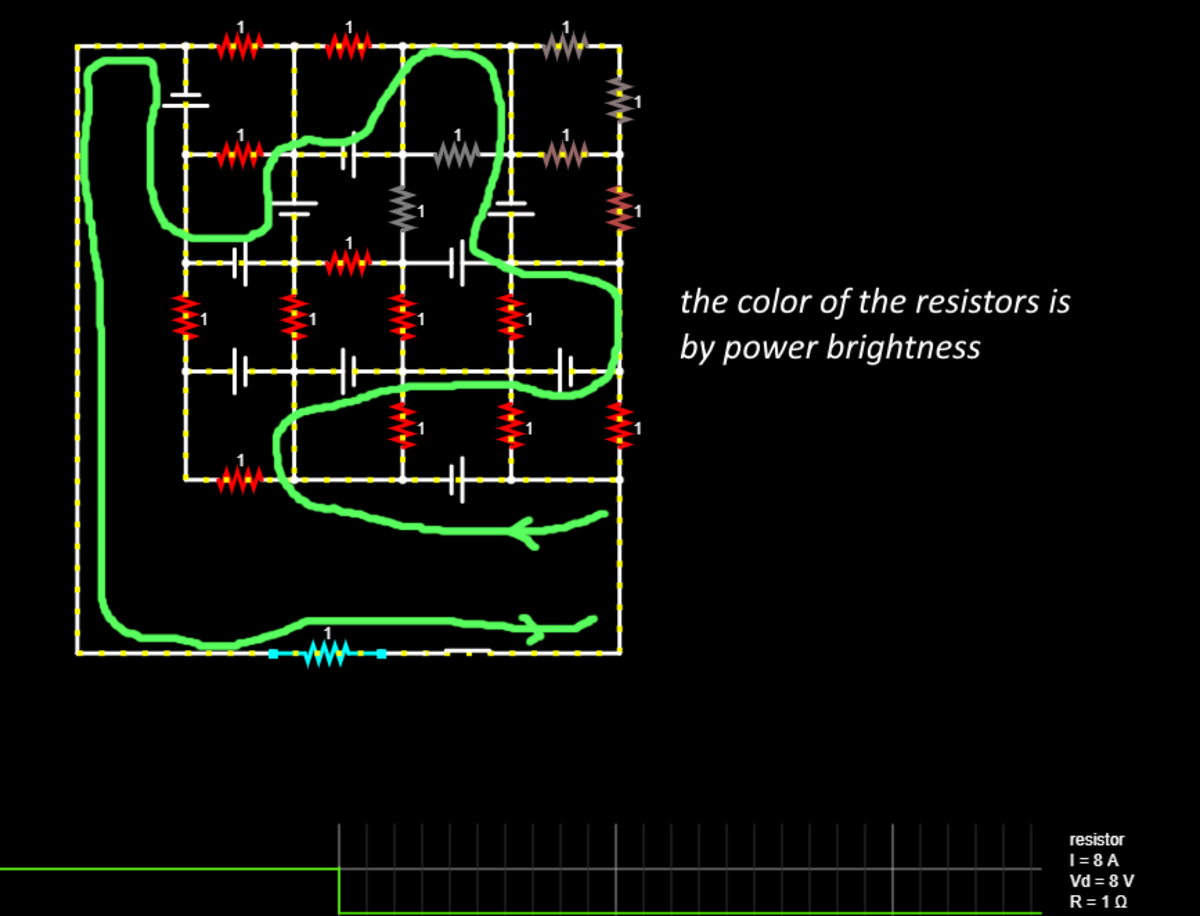 1 1
1
1 1 1
1 1
1
1 1 1 1
1 1 1
1
the color of the resistors is
by power brightness
1
resistor
I = 8 A
Vd = 8 V
R = 1 Ω